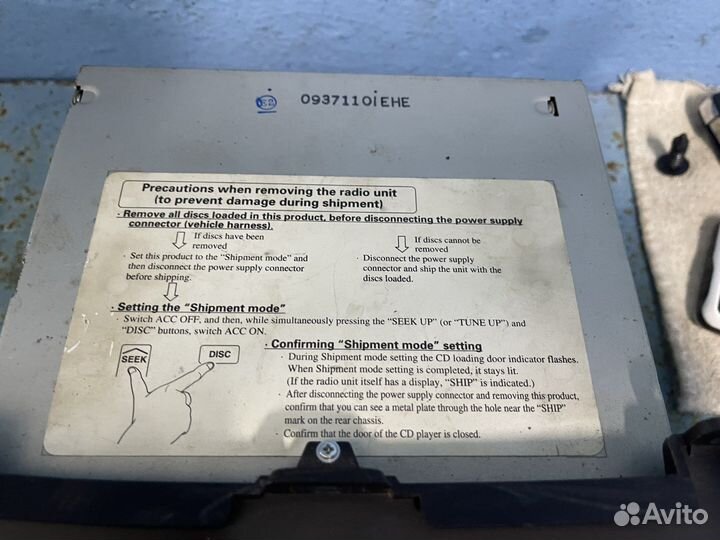 E2 09371101EHE
Precautions when removing the radio unit
(to prevent damage during shipment)
· Remove all discs loaded in this product, before disconnecting the power supply
connector (vehicle harness).
If discs have been
removed
· Set this product to the "Shipment mode" and
then disconnect the power supply connector
before shipping.
If discs cannot be
removed
· Disconnect the power supply
connector and ship the unit with the
discs loaded.
· Setting the "Shipment mode"
· Switch ACC OFF, and then, while simultaneously pressing the "SEEK UP" (or "TUNE UP") and
"DISC" buttons, switch ACC ON.
SEEK
DISC
· Confirming "Shipment mode" setting
· During Shipment mode setting the CD loading door indicator flashes.
When Shipment mode setting is completed, it stays lit.
(If the radio unit itself has a display, "SHIP" is indicated.)
· After disconnecting the power supply connector and removing this product,
confirm that you can see a metal plate through the hole near the "SHIP"
mark on the rear chassis.
· Confirm that the door of the CD player is closed.
Avito